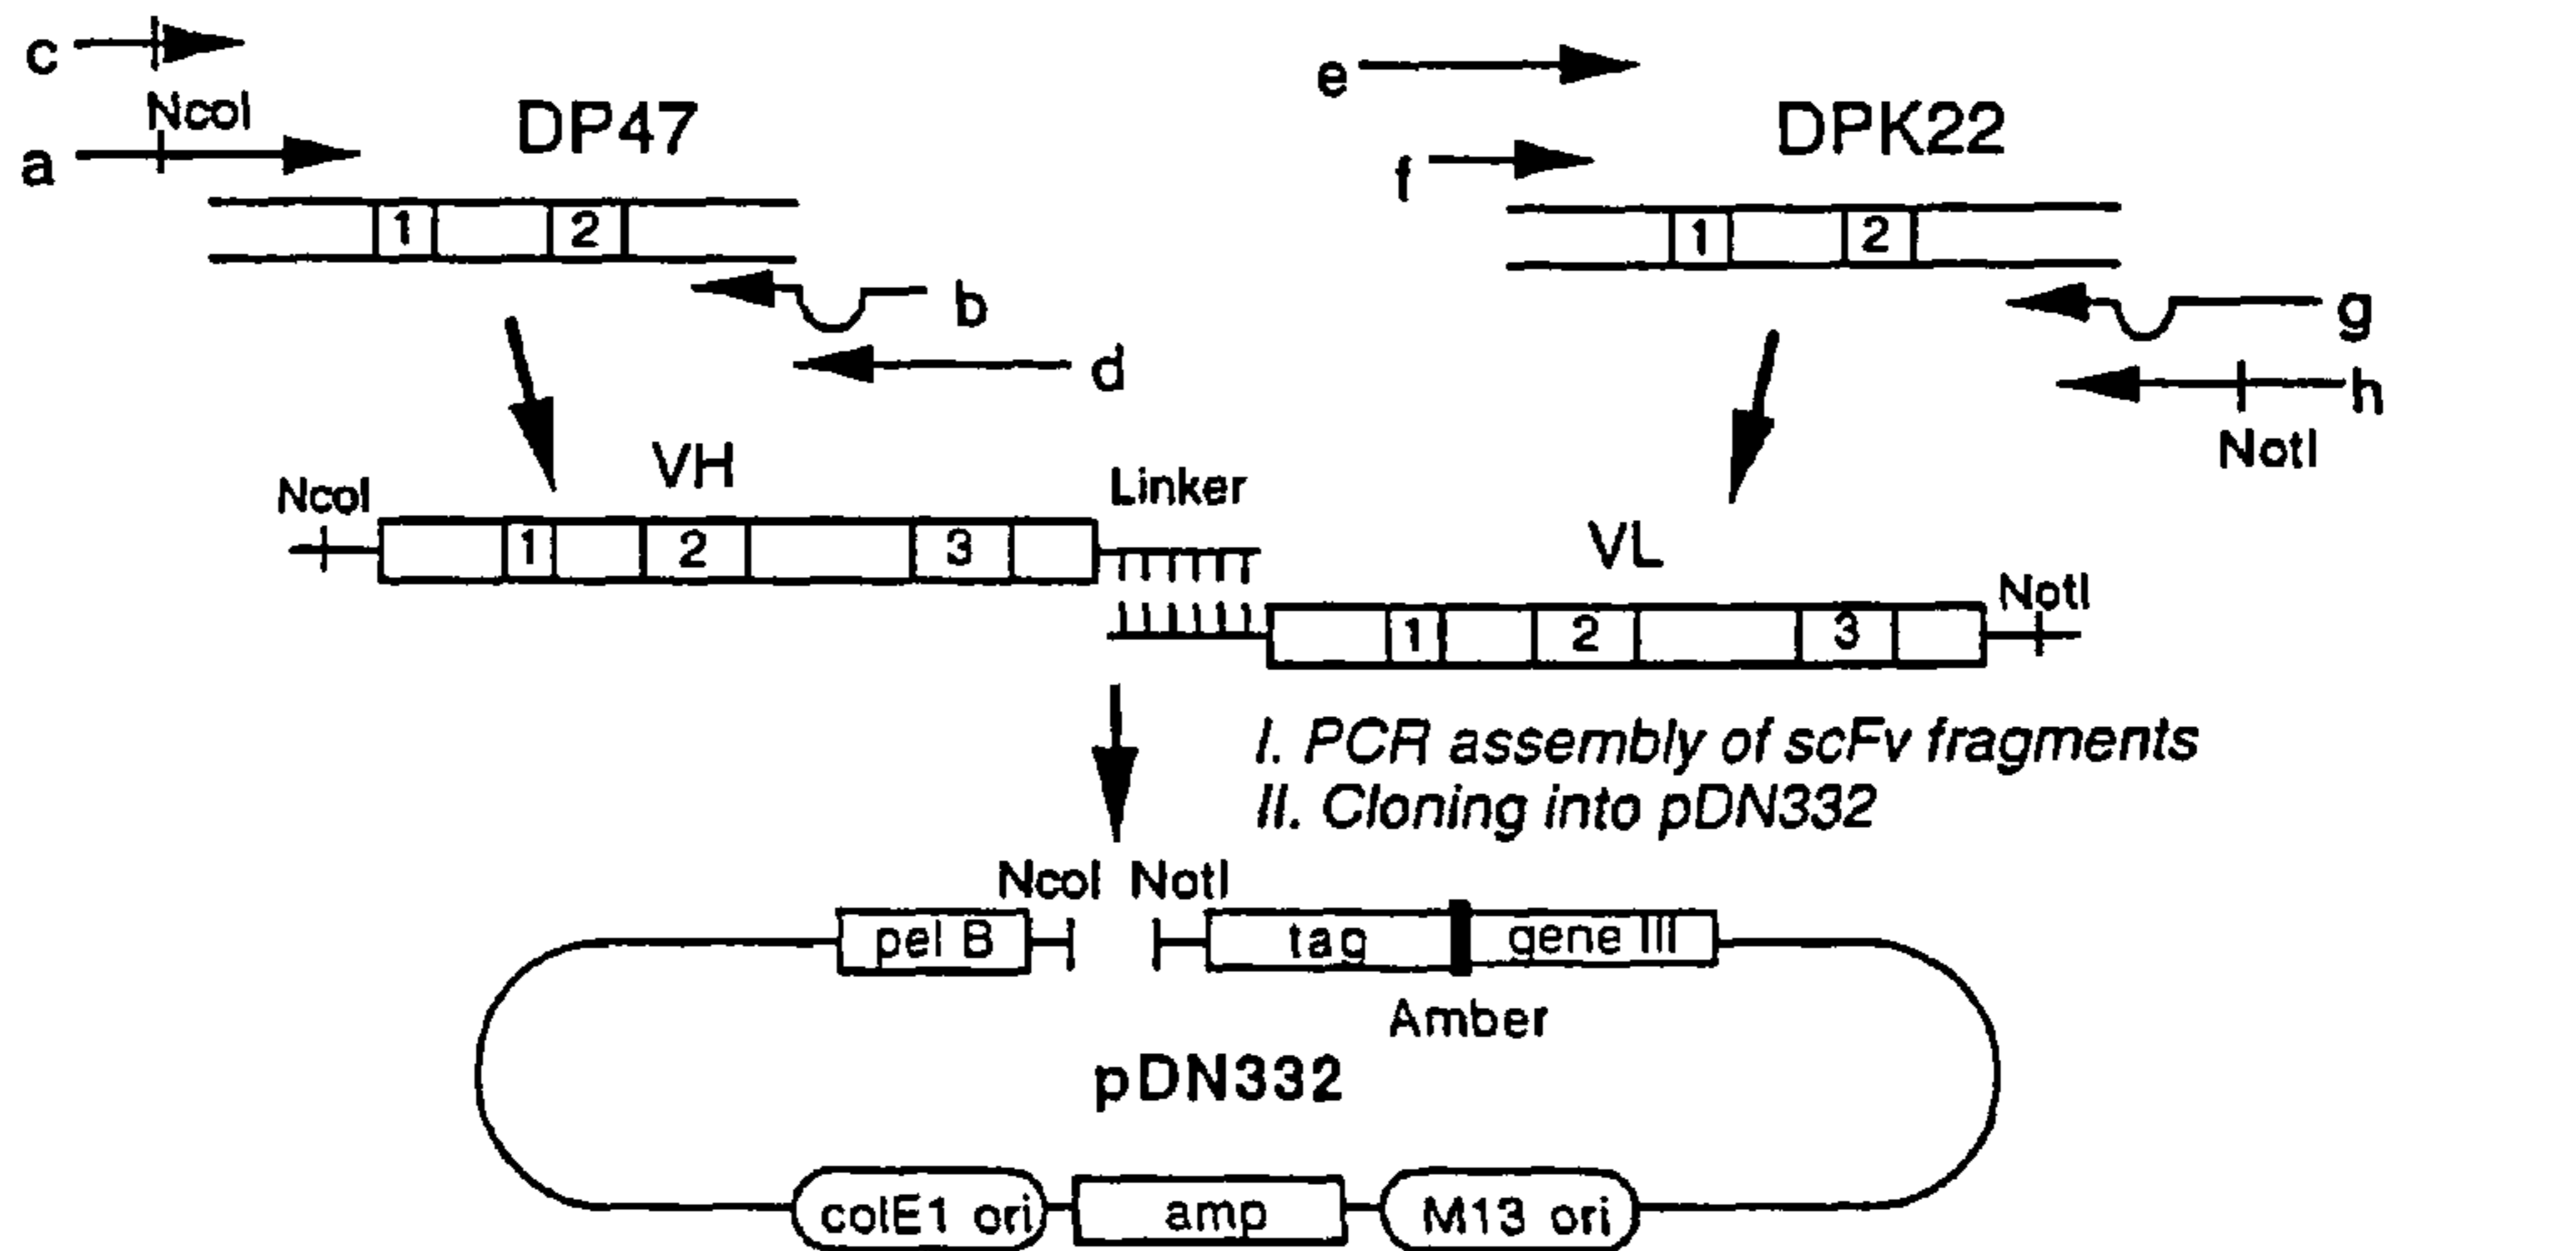 c
NcoI
a
DP47
1
2
b
d
e
f
DPK22
1
2
g
h
NotI
NcoI
VH
1
2
3
Linker
VL
1
2
3
NotI
I. PCR assembly of scFv fragments
II. Cloning into pDN332
NcoI NotI
pel B
tag
gene III
Amber
pDN332
colE1 ori
amp
M13 ori